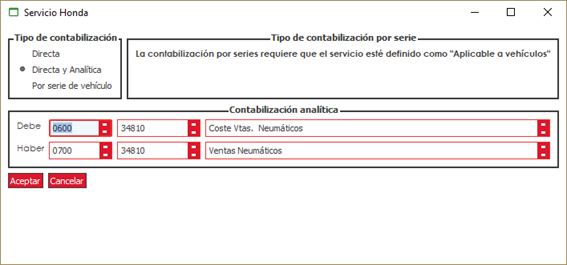 Servicio Honda
Tipo de contabilización
Directa
Directa y Analítica
Por serie de vehículo
Tipo de contabilización por serie
La contabilización por series requiere que el servicio esté definido como "Aplicable a vehículos"
Contabilización analítica
Debe 0600 34810 Coste Vtas. Neumáticos
Haber 0700 34810 Ventas Neumáticos
Aceptar Cancelar